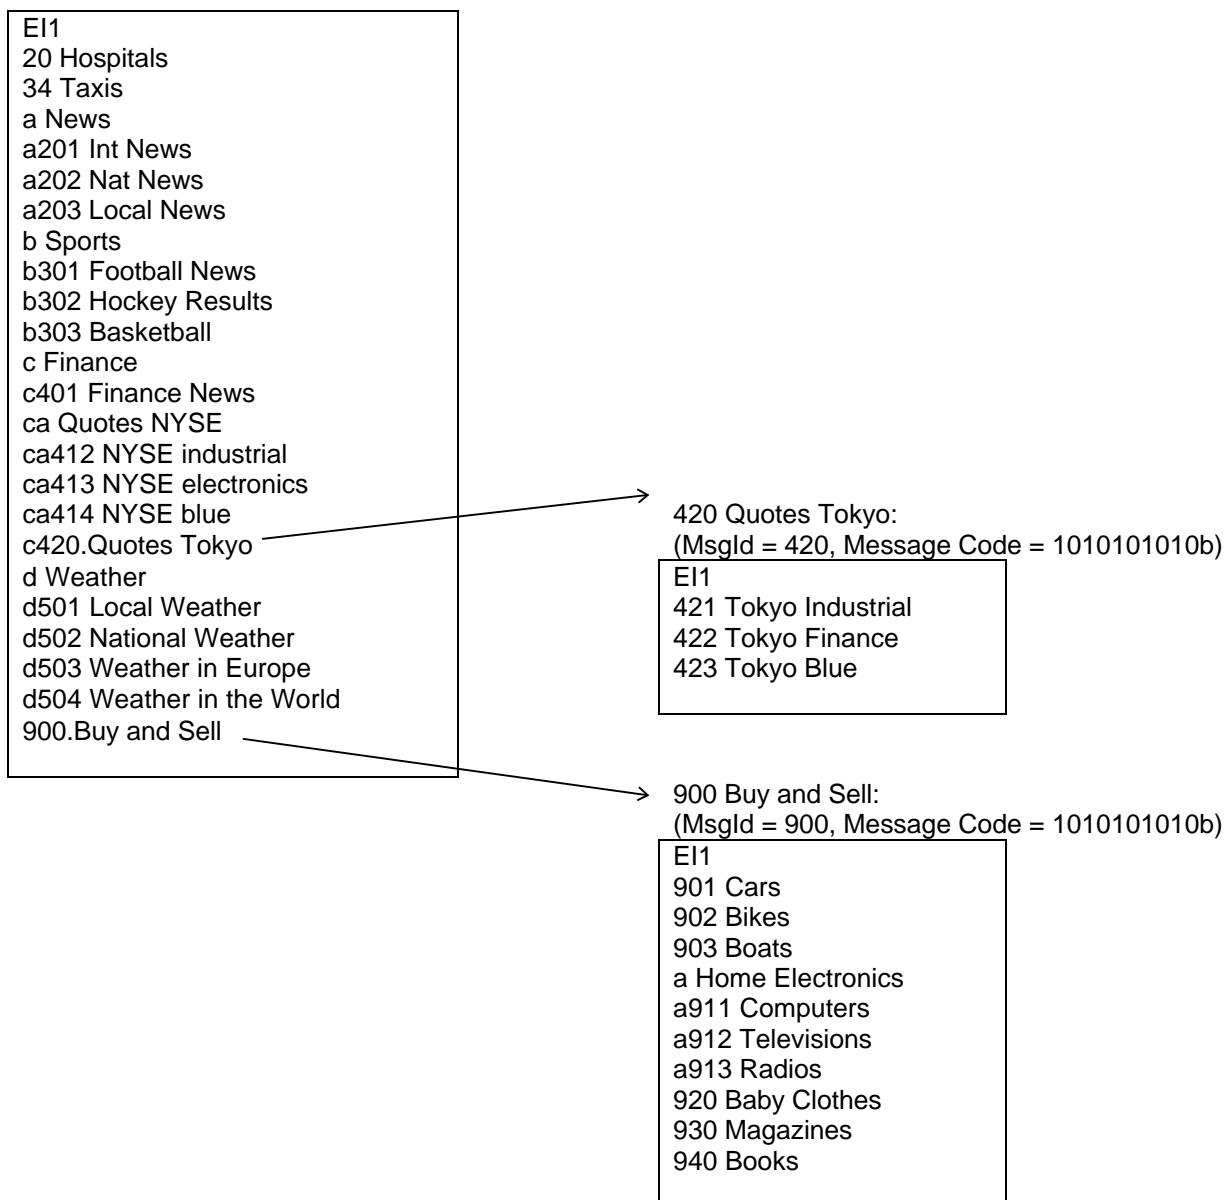 EI1
20 Hospitals
34 Taxis
a News
a201 Int News
a202 Nat News
a203 Local News
b Sports
b301 Football News
b302 Hockey Results
b303 Basketball
c Finance
c401 Finance News
ca Quotes NYSE
ca412 NYSE industrial
ca413 NYSE electronics
ca414 NYSE blue
c420.Quotes Tokyo
d Weather
d501 Local Weather
d502 National Weather
d503 Weather in Europe
d504 Weather in the World
900.Buy and Sell
420 Quotes Tokyo:
(MsgId = 420, Message Code = 1010101010b)
EI1
421 Tokyo Industrial
422 Tokyo Finance
423 Tokyo Blue
900 Buy and Sell:
(MsgId = 900, Message Code = 1010101010b)
EI1
901 Cars
902 Bikes
903 Boats
a Home Electronics
a911 Computers
a912 Televisions
a913 Radios
920 Baby Clothes
930 Magazines
940 Books